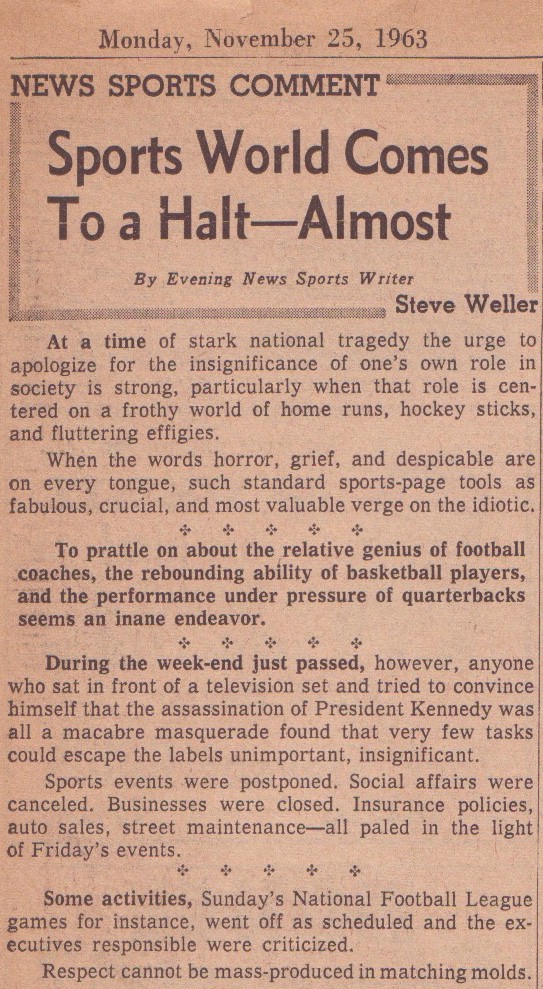 Monday, November 25, 1963
NEWS SPORTS COMMENT
Sports World Comes
To a Halt—Almost
By Evening News Sports Writer
Steve Weller
At a time of stark national tragedy the urge to
apologize for the insignificance of one's own role in
society is strong, particularly when that role is cen-
tered on a frothy world of home runs, hockey sticks,
and fluttering effigies.
When the words horror, grief, and despicable are
on every tongue, such standard sports-page tools as
fabulous, crucial, and most valuable verge on the idiotic.
To prattle on about the relative genius of football
coaches, the rebounding ability of basketball players,
and the performance under pressure of quarterbacks
seems an inane endeavor.
During the week-end just passed, however, anyone
who sat in front of a television set and tried to convince
himself that the assassination of President Kennedy was
all a macabre masquerade found that very few tasks
could escape the labels unimportant, insignificant.
Sports events were postponed. Social affairs were
canceled. Businesses were closed. Insurance policies,
auto sales, street maintenance—all paled in the light
of Friday's events.
Some activities, Sunday's National Football League
games for instance, went off as scheduled and the ex-
ecutives responsible were criticized.
Respect cannot be mass-produced in matching molds.